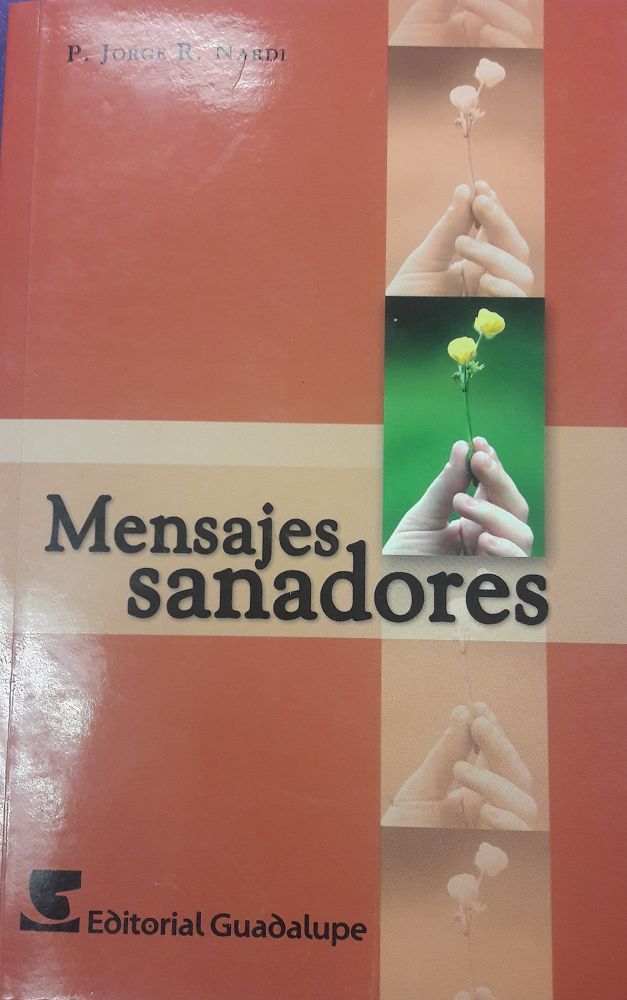 P. Jorge R. Nardi
Mensajes
sanadores
Editorial Guadalupe